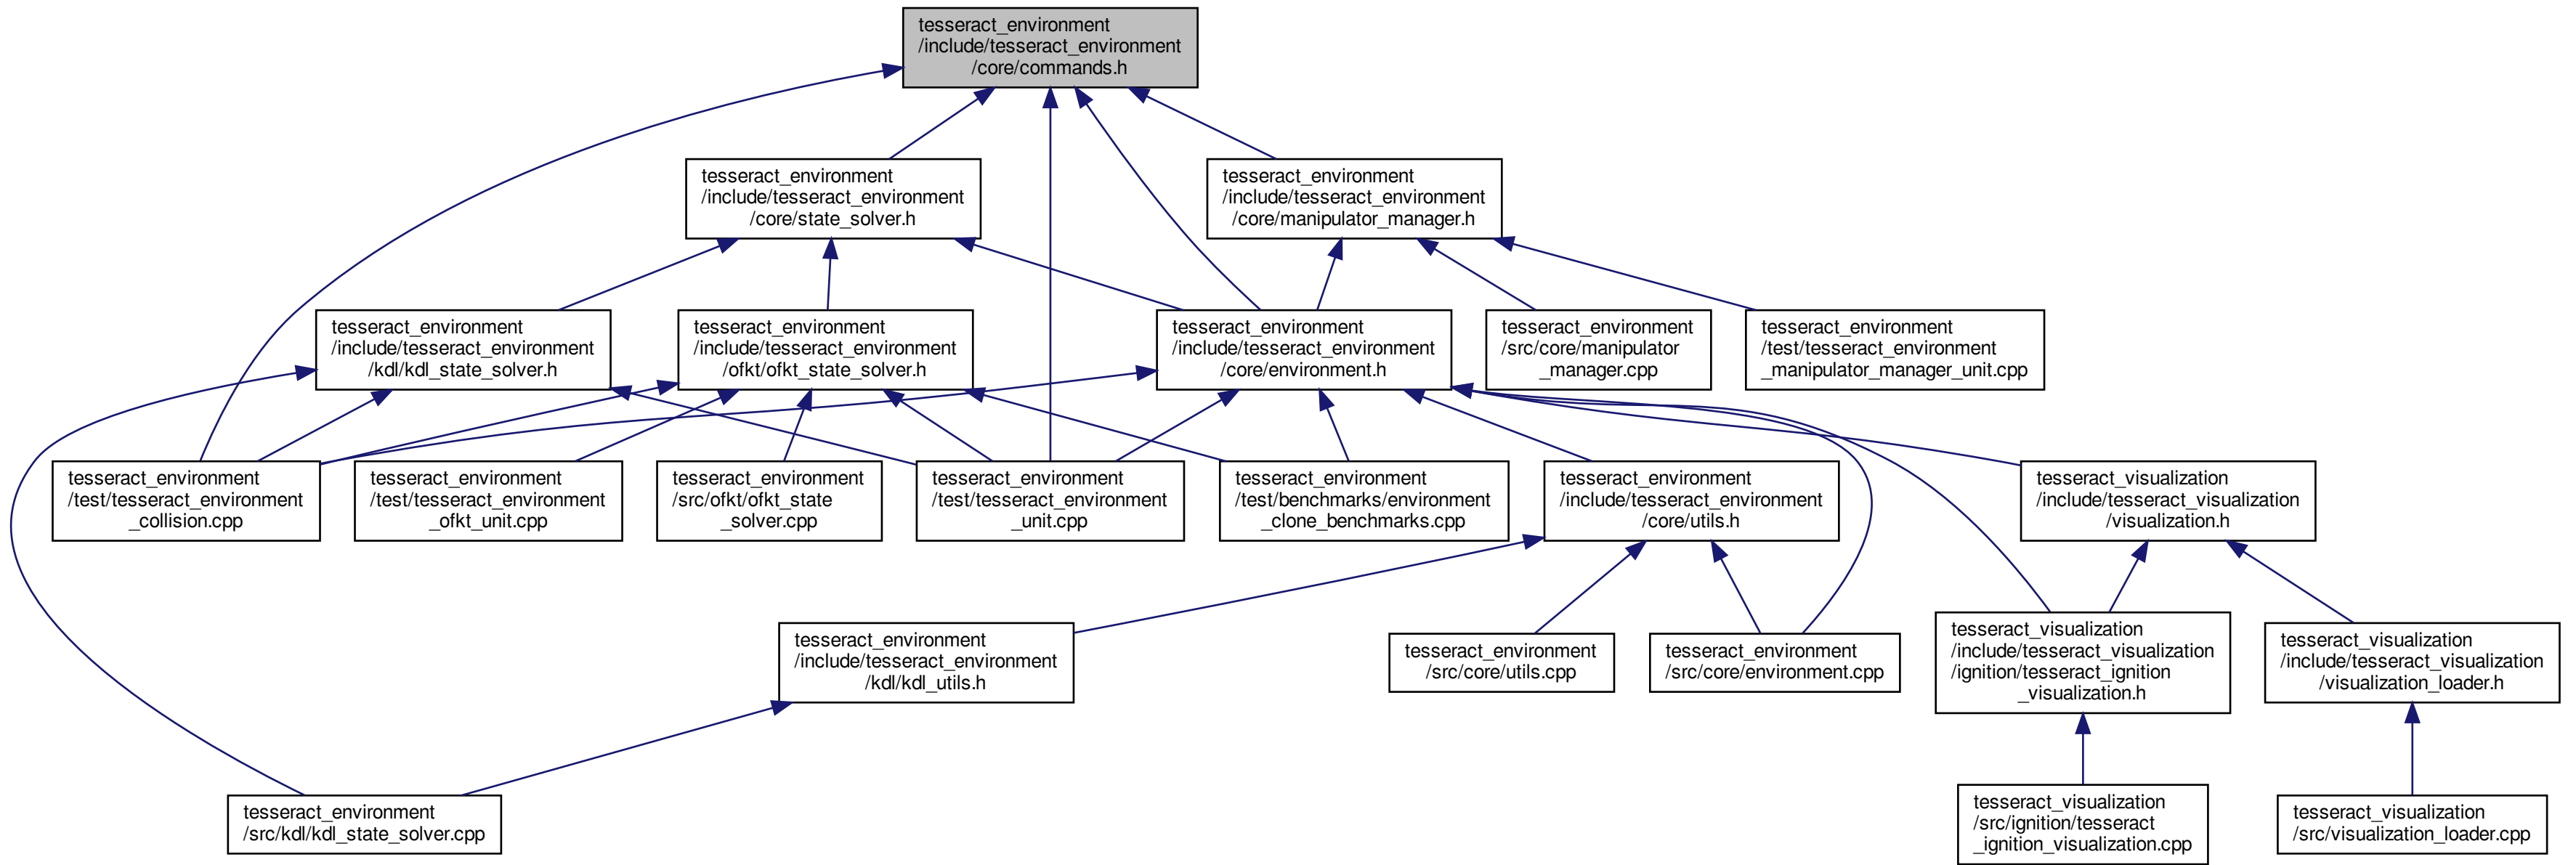 tesseract_environment
/include/tesseract_environment
/core/commands.h
tesseract_environment
/include/tesseract_environment
/core/state_solver.h
tesseract_environment
/include/tesseract_environment
/core/manipulator_manager.h
tesseract_environment
/include/tesseract_environment
/kdl/kdl_state_solver.h
tesseract_environment
/include/tesseract_environment
/ofkt/ofkt_state_solver.h
tesseract_environment
/include/tesseract_environment
/core/environment.h
tesseract_environment
/src/core/manipulator
_manager.cpp
tesseract_environment
/test/tesseract_environment
_manipulator_manager_unit.cpp
tesseract_environment
/test/tesseract_environment
_collision.cpp
tesseract_environment
/test/tesseract_environment
_ofkt_unit.cpp
tesseract_environment
/src/ofkt/ofkt_state
_solver.cpp
tesseract_environment
/test/tesseract_environment
_unit.cpp
tesseract_environment
/test/benchmarks/environment
_clone_benchmarks.cpp
tesseract_environment
/include/tesseract_environment
/core/utils.h
tesseract_visualization
/include/tesseract_visualization
/visualization.h
tesseract_environment
/include/tesseract_environment
/kdl/kdl_utils.h
tesseract_environment
/src/core/utils.cpp
tesseract_environment
/src/core/environment.cpp
tesseract_visualization
/include/tesseract_visualization
/ignition/tesseract_ignition
_visualization.h
tesseract_visualization
/include/tesseract_visualization
/visualization_loader.h
tesseract_environment
/src/kdl/kdl_state_solver.cpp
tesseract_visualization
/src/ignition/tesseract
_ignition_visualization.cpp
tesseract_visualization
/src/visualization_loader.cpp